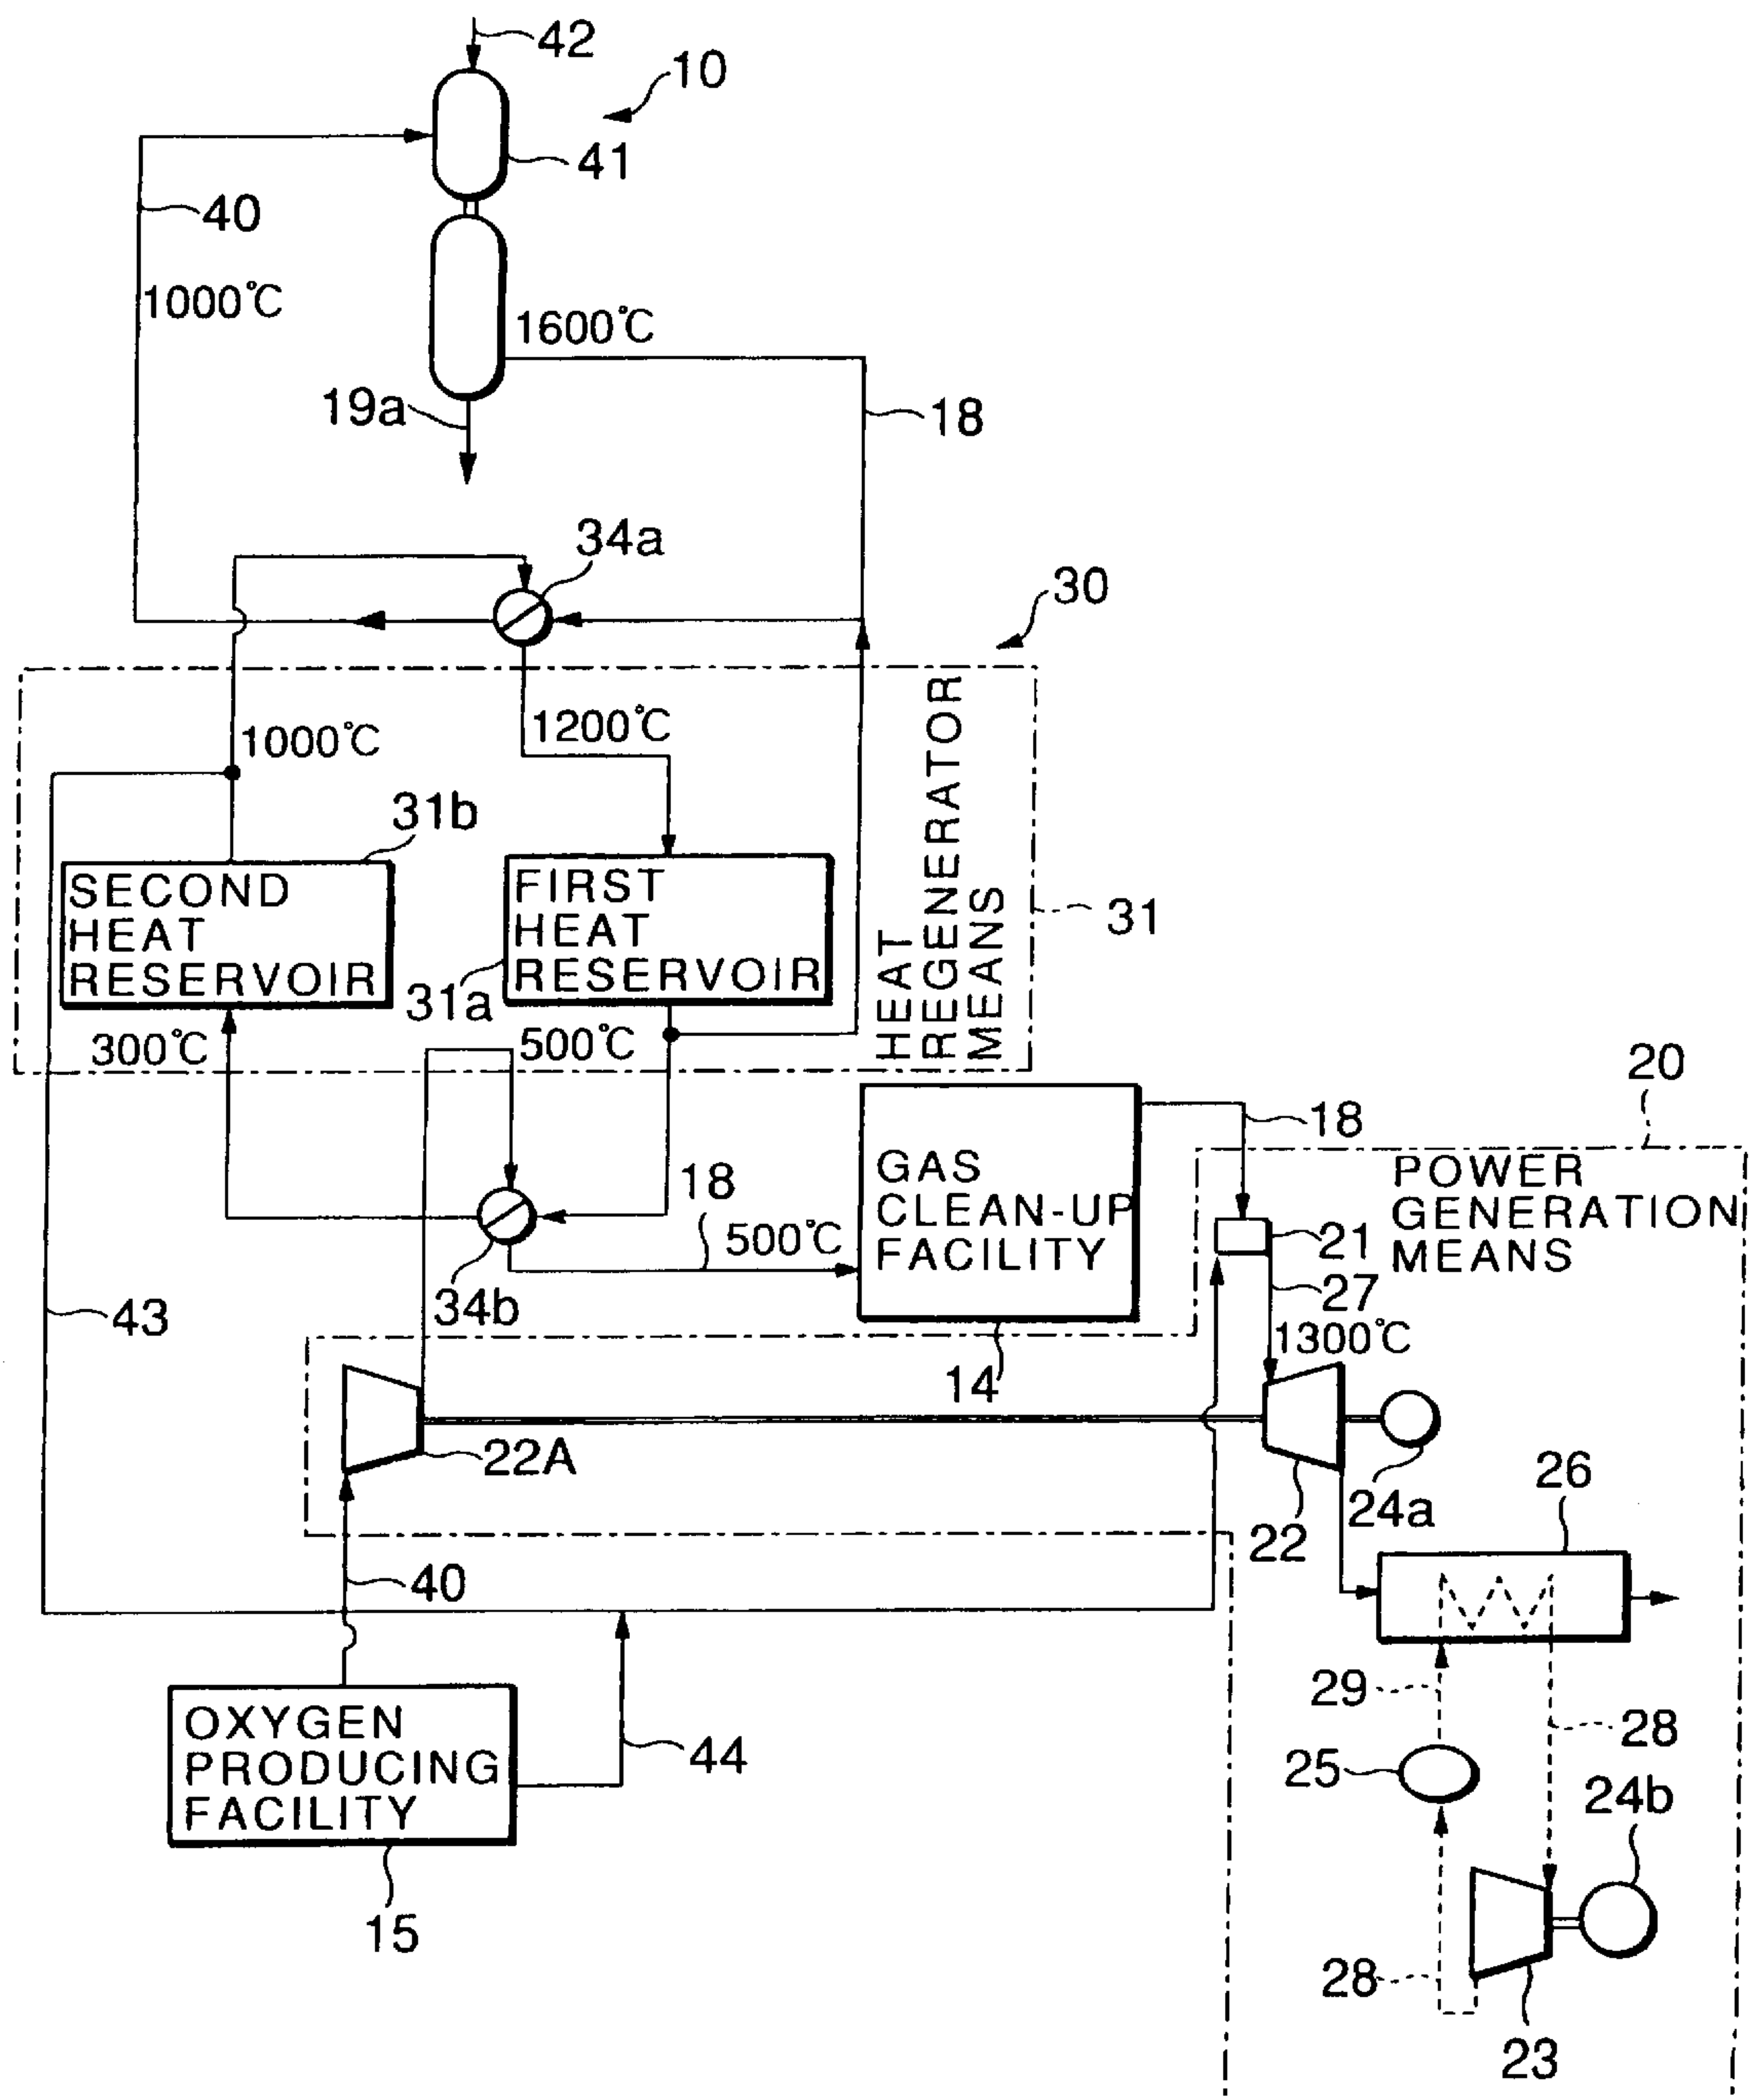 42
10
41
40
1000℃
1600℃
19a
18
34a
30
1000℃
1200℃
HEAT
REGENERATOR
MEANS
31b
SECOND
HEAT
RESERVOIR
FIRST
HEAT
RESERVOIR
31
31a
300℃
500℃
20
18
GAS
CLEAN-UP
FACILITY
POWER
GENERATION
MEANS
18
500℃
21
27
34b
43
1300℃
14
22A
26
24a
22
40
29
28
OXYGEN
PRODUCING
FACILITY
44
25
24b
15
28
23